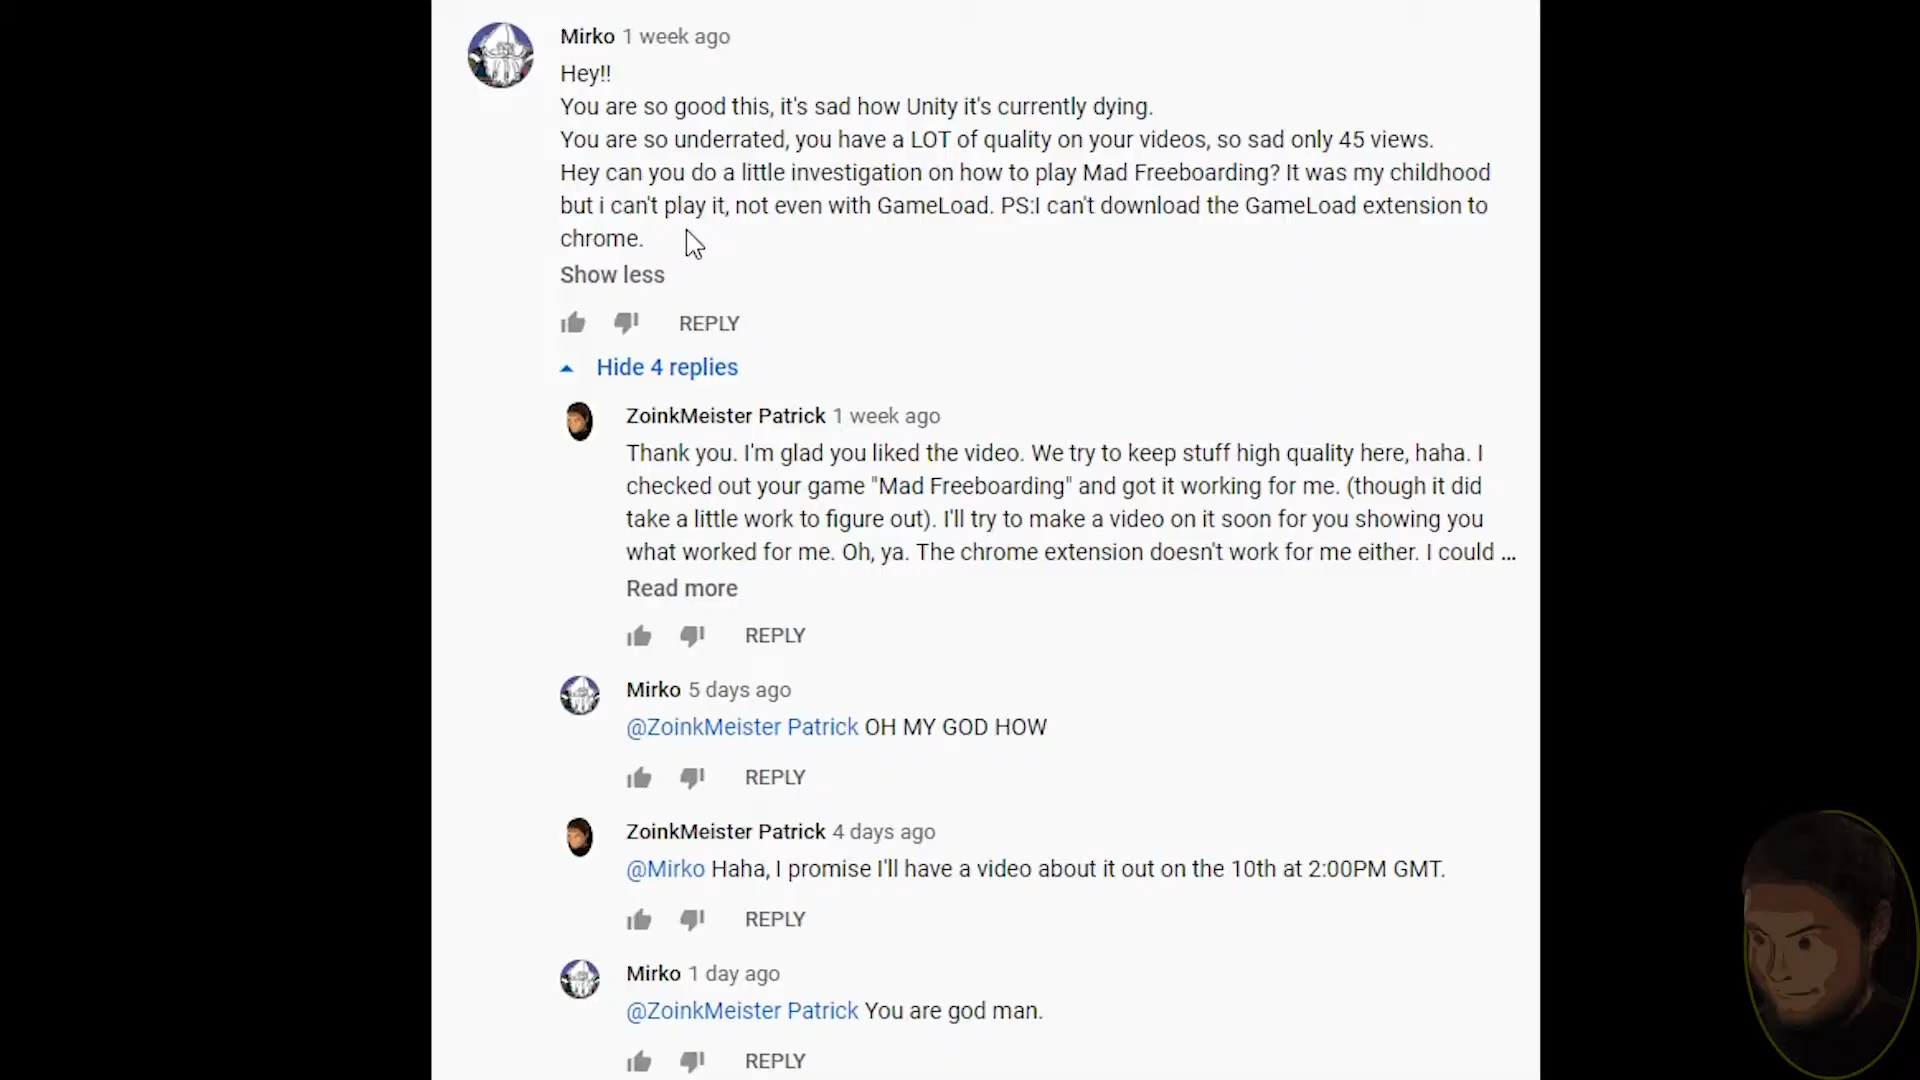 Mirko 1 week ago
Hey!!
You are so good this, it's sad how Unity it's currently dying.
You are so underrated, you have a LOT of quality on your videos, so sad only 45 views.
Hey can you do a little investigation on how to play Mad Freeboarding? It was my childhood
but i can't play it, not even with GameLoad. PS:I can't download the GameLoad extension to
chrome.
Show less
REPLY
Hide 4 replies
ZoinkMeister Patrick 1 week ago
Thank you. I'm glad you liked the video. We try to keep stuff high quality here, haha. I
checked out your game "Mad Freeboarding" and got it working for me. (though it did
take a little work to figure out). I'll try to make a video on it soon for you showing you
what worked for me. Oh, ya. The chrome extension doesn't work for me either. I could ...
Read more
REPLY
Mirko 5 days ago
@ZoinkMeister Patrick OH MY GOD HOW
REPLY
ZoinkMeister Patrick 4 days ago
@Mirko Haha, I promise I'll have a video about it out on the 10th at 2:00PM GMT.
REPLY
Mirko 1 day ago
@ZoinkMeister Patrick You are god man.
REPLY